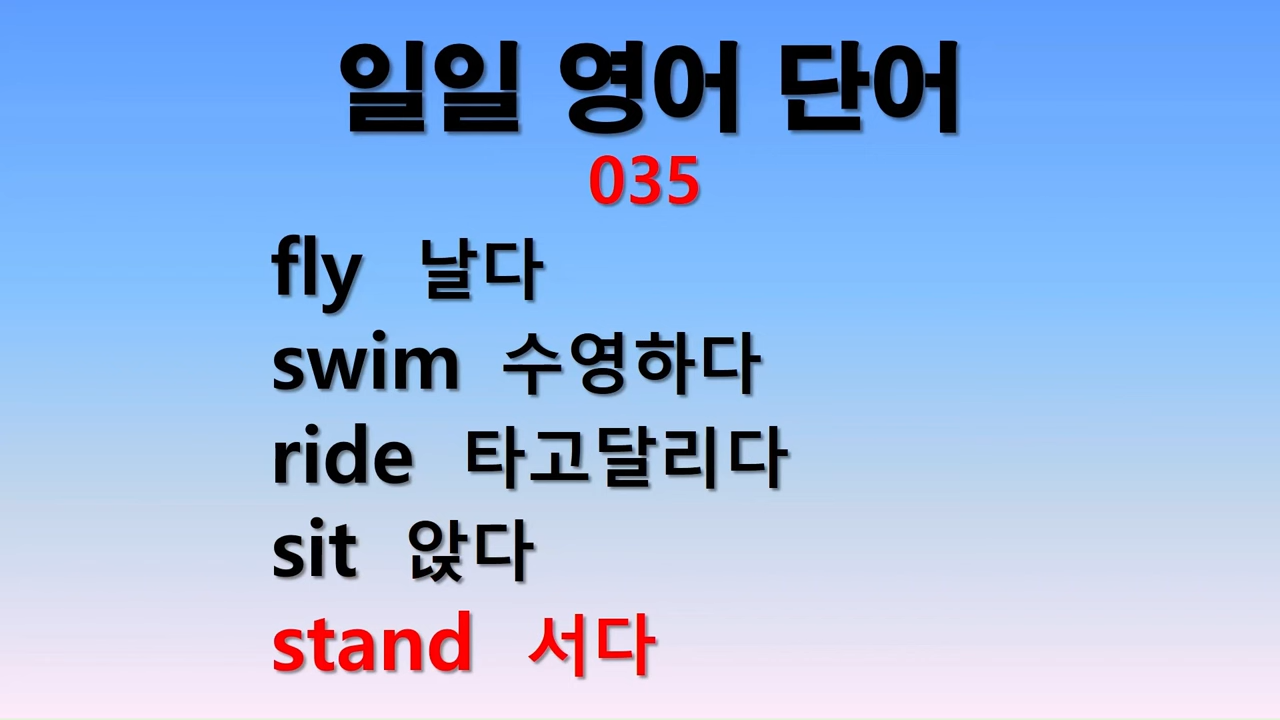 일일 영어 단어
035
fly 날다
swim 수영하다
ride 타고달리다
sit 앉다
stand 서다